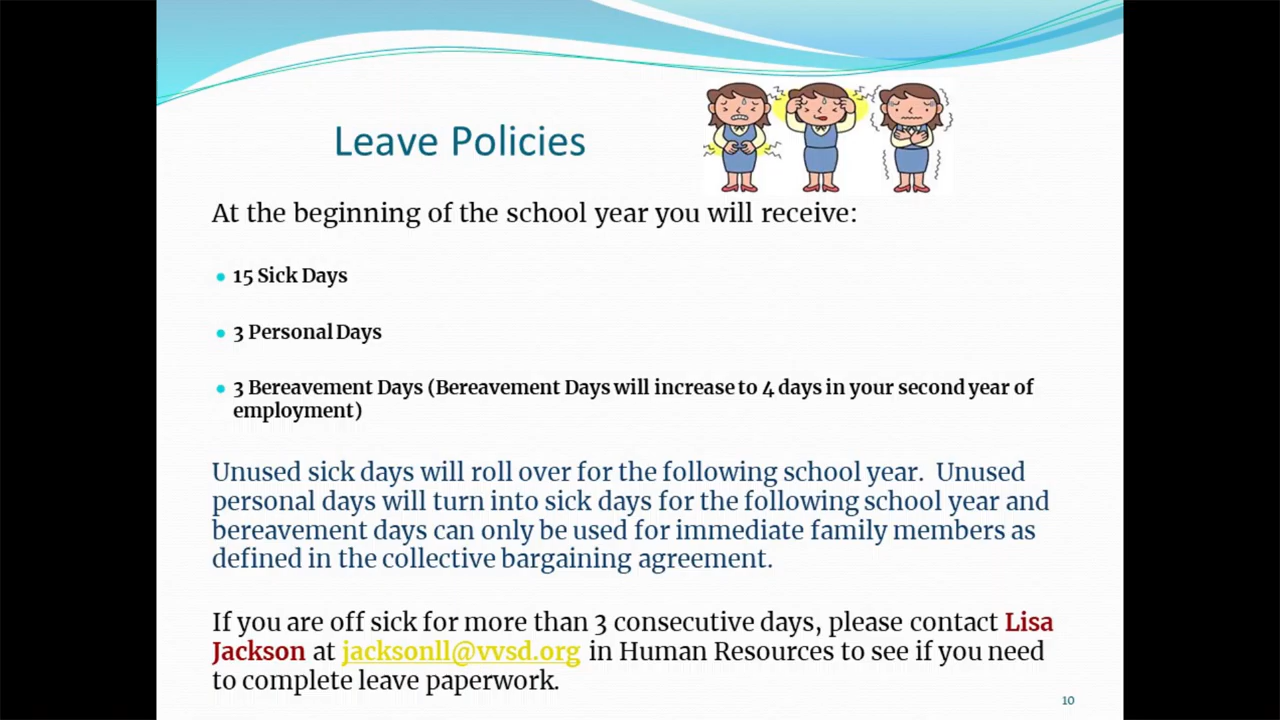 Leave Policies
At the beginning of the school year you will receive:
• 15 Sick Days
• 3 Personal Days
• 3 Bereavement Days (Bereavement Days will increase to 4 days in your second year of
employment)
Unused sick days will roll over for the following school year.  Unused
personal days will turn into sick days for the following school year and
bereavement days can only be used for immediate family members as
defined in the collective bargaining agreement.
If you are off sick for more than 3 consecutive days, please contact Lisa
Jackson at jacksonll@vvsd.org in Human Resources to see if you need
to complete leave paperwork.
10